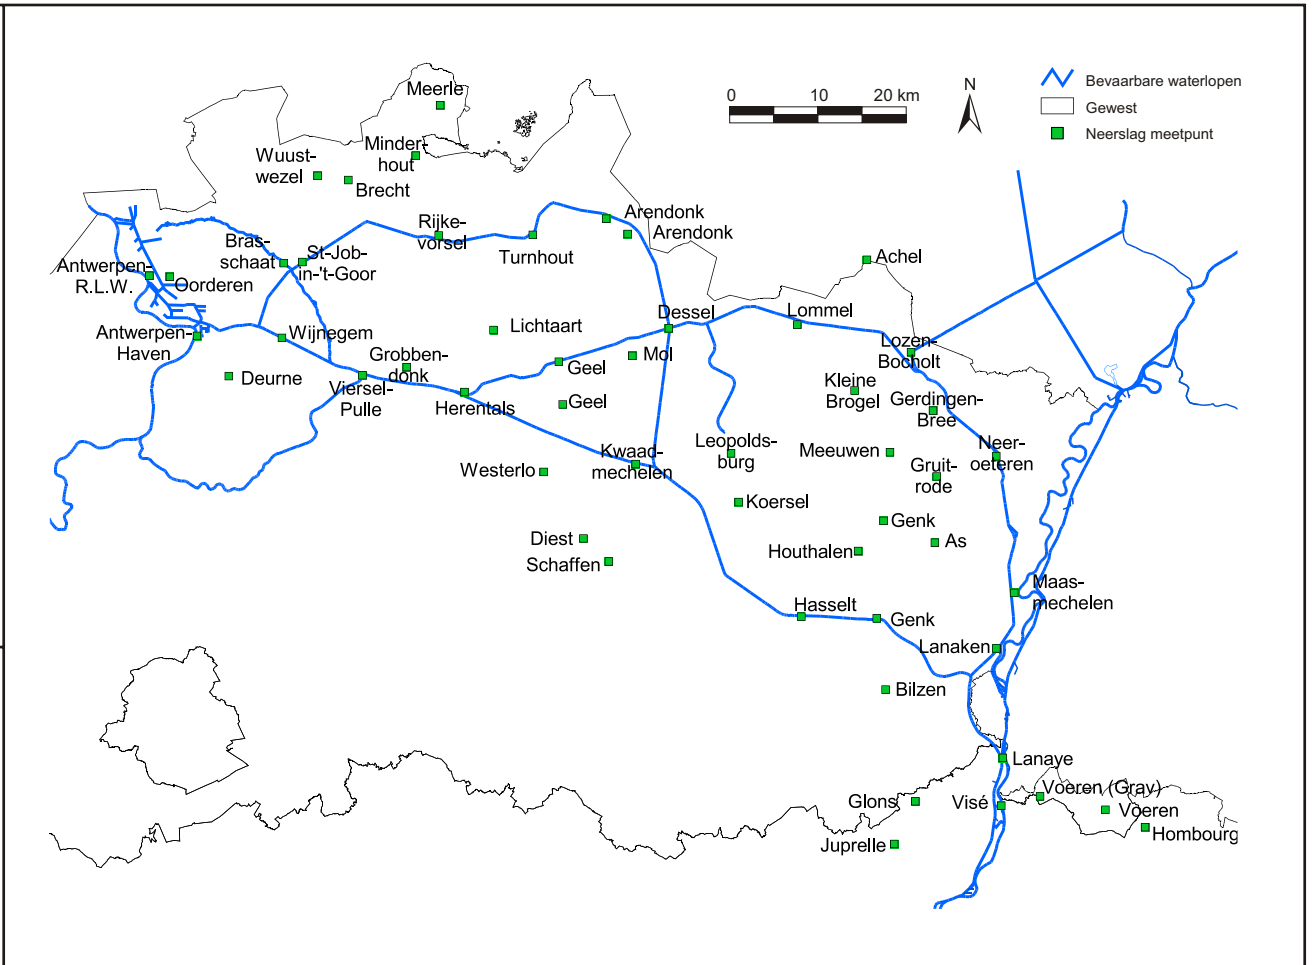 Meerle
Minder-
hout
Wuust-
wezel
Brecht
0 10 20 km
N
Bevaarbare waterlopen
Gewest
Neerslag meetpunt
Arendonk
Arendonk
Rijke-
vorsel
Turnhout
Bras-
schaat
St-Job-
in-'t-Goor
Antwerpen-
R.L.W.
Oorderen
Achel
Antwerpen-
Haven
Wijnegem
Lichtaart
Dessel
Lommel
Lozen-
Bocholt
Grobben-
donk
Geel
Mol
Deurne
Viersel-
Pulle
Herentals
Geel
Kleine
Brogel
Gerdingen-
Bree
Leopolds-
burg
Meeuwen
Neer-
oeteren
Westerlo
Kwaad-
mechelen
Gruit-
rode
Koersel
Genk
As
Diest
Schaffen
Houthalen
Maas-
mechelen
Hasselt
Genk
Lanaken
Bilzen
Lanaye
Glons
Visé
Voeren (Grav)
Voeren
Hombourg
Juprelle